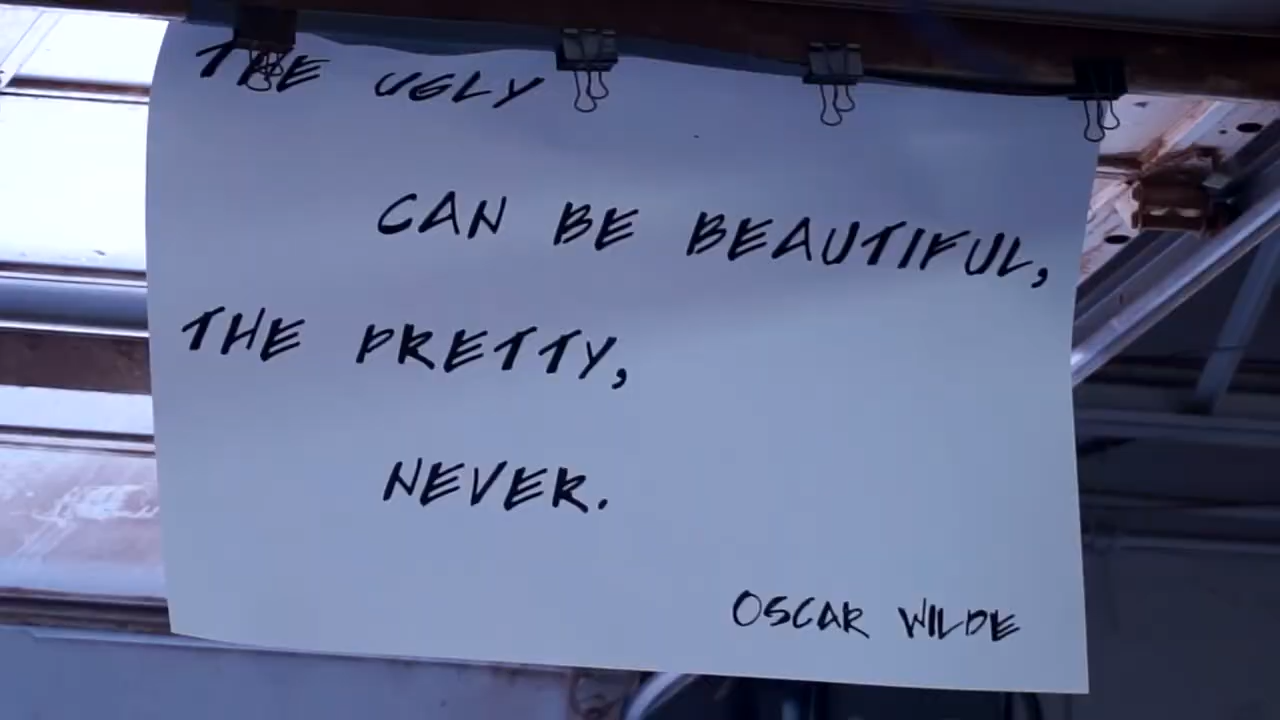 THE UGLY
CAN BE BEAUTIFUL,
THE PRETTY,
NEVER.
OSCAR WILDE